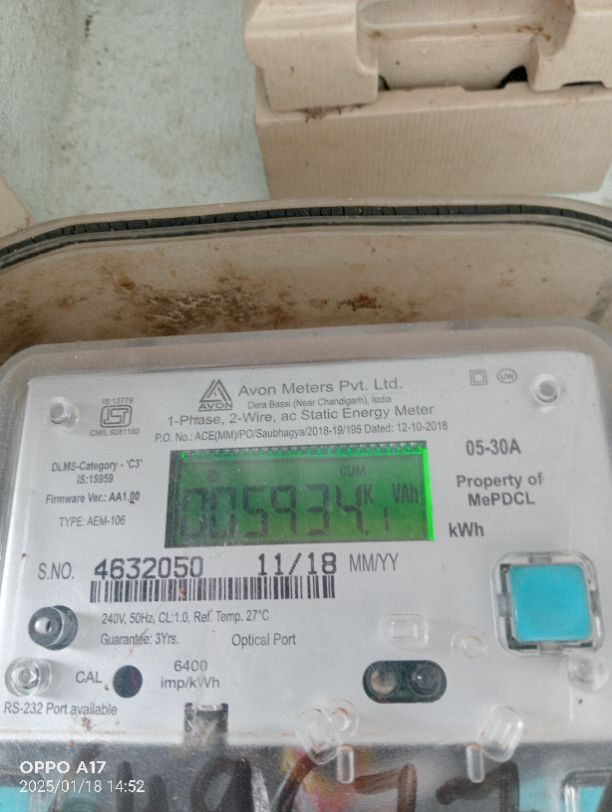 Avon Meters Pvt. Ltd.
Dera Bassi (Near Chandigarh), India
AVON
IS:13779
ISI
CM/L:9281160
UW
1-Phase, 2-Wire, ac Static Energy Meter
P.O. No.: ACE(MM)/PO/Saubhagya/2018-19/195 Dated: 12-10-2018
05-30A
DLMS-Category - 'C3'
IS:15959
Firmware Ver.: AA1.00
TYPE: AEM-106
CUM
005934.1 K VAh
Property of
MePDCL
kWh
S.NO. 4632050 11/18 MM/YY
240V, 50Hz, CL:1.0, Ref. Temp. 27°C
Guarantee: 3Yrs. Optical Port
CAL
6400
imp/kWh
RS-232 Port available
OPPO A17
2025/01/18 14:52